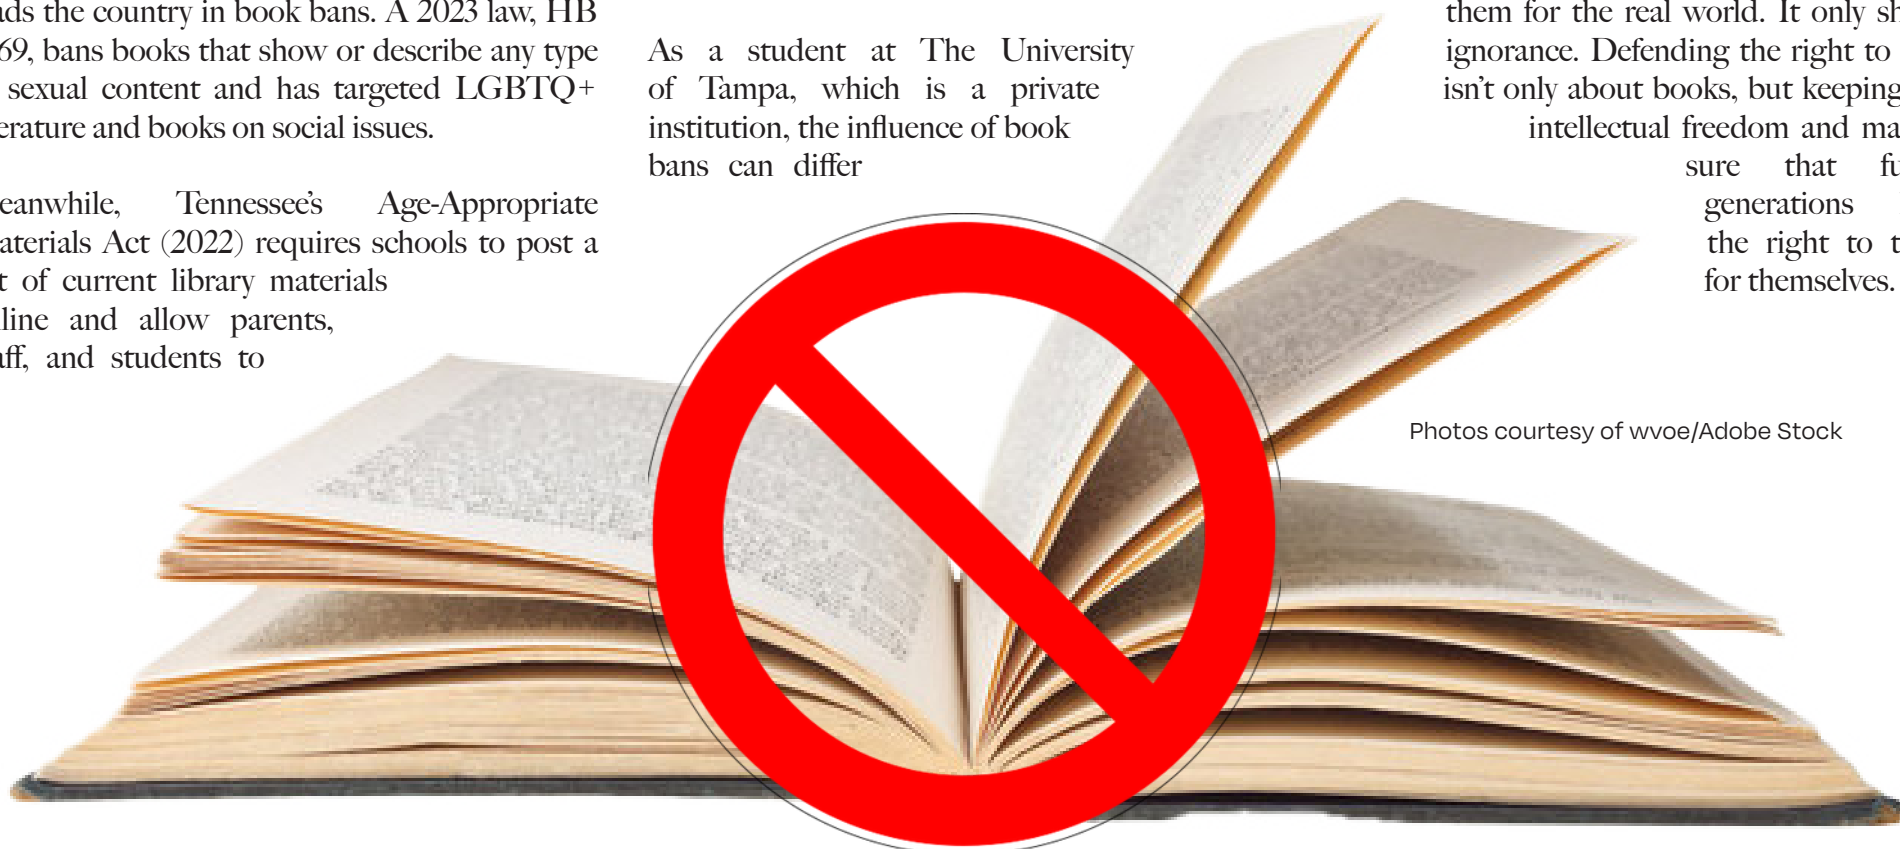 ads the country in book bans. A 2023 law, HB
69, bans books that show or describe any type
sexual content and has targeted LGBTQ+
erature and books on social issues.
eanwhile, Tennessee’s Age-Appropriate
aterials Act (2022) requires schools to post a
t of current library materials
line and allow parents,
aff, and students to
As a student at The University
of Tampa, which is a private
institution, the influence of book
bans can differ
them for the real world. It only sh
ignorance. Defending the right to
isn’t only about books, but keeping
intellectual freedom and ma
sure that fu
generations
the right to t
for themselves.
Photos courtesy of wvoe/Adobe Stock